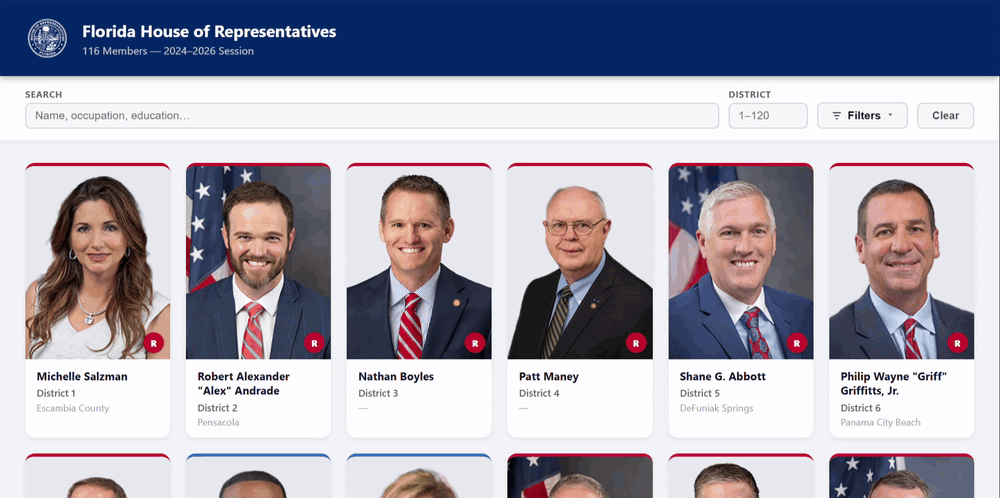 Florida House of Representatives
116 Members — 2024–2026 Session
SEARCH
Name, occupation, education…
DISTRICT
1–120
Filters
Clear
R
R
R
R
R
R
Michelle Salzman
District 1
Escambia County
Robert Alexander
"Alex" Andrade
District 2
Pensacola
Nathan Boyles
District 3
—
Patt Maney
District 4
—
Shane G. Abbott
District 5
DeFuniak Springs
Philip Wayne "Griff"
Griffitts, Jr.
District 6
Panama City Beach